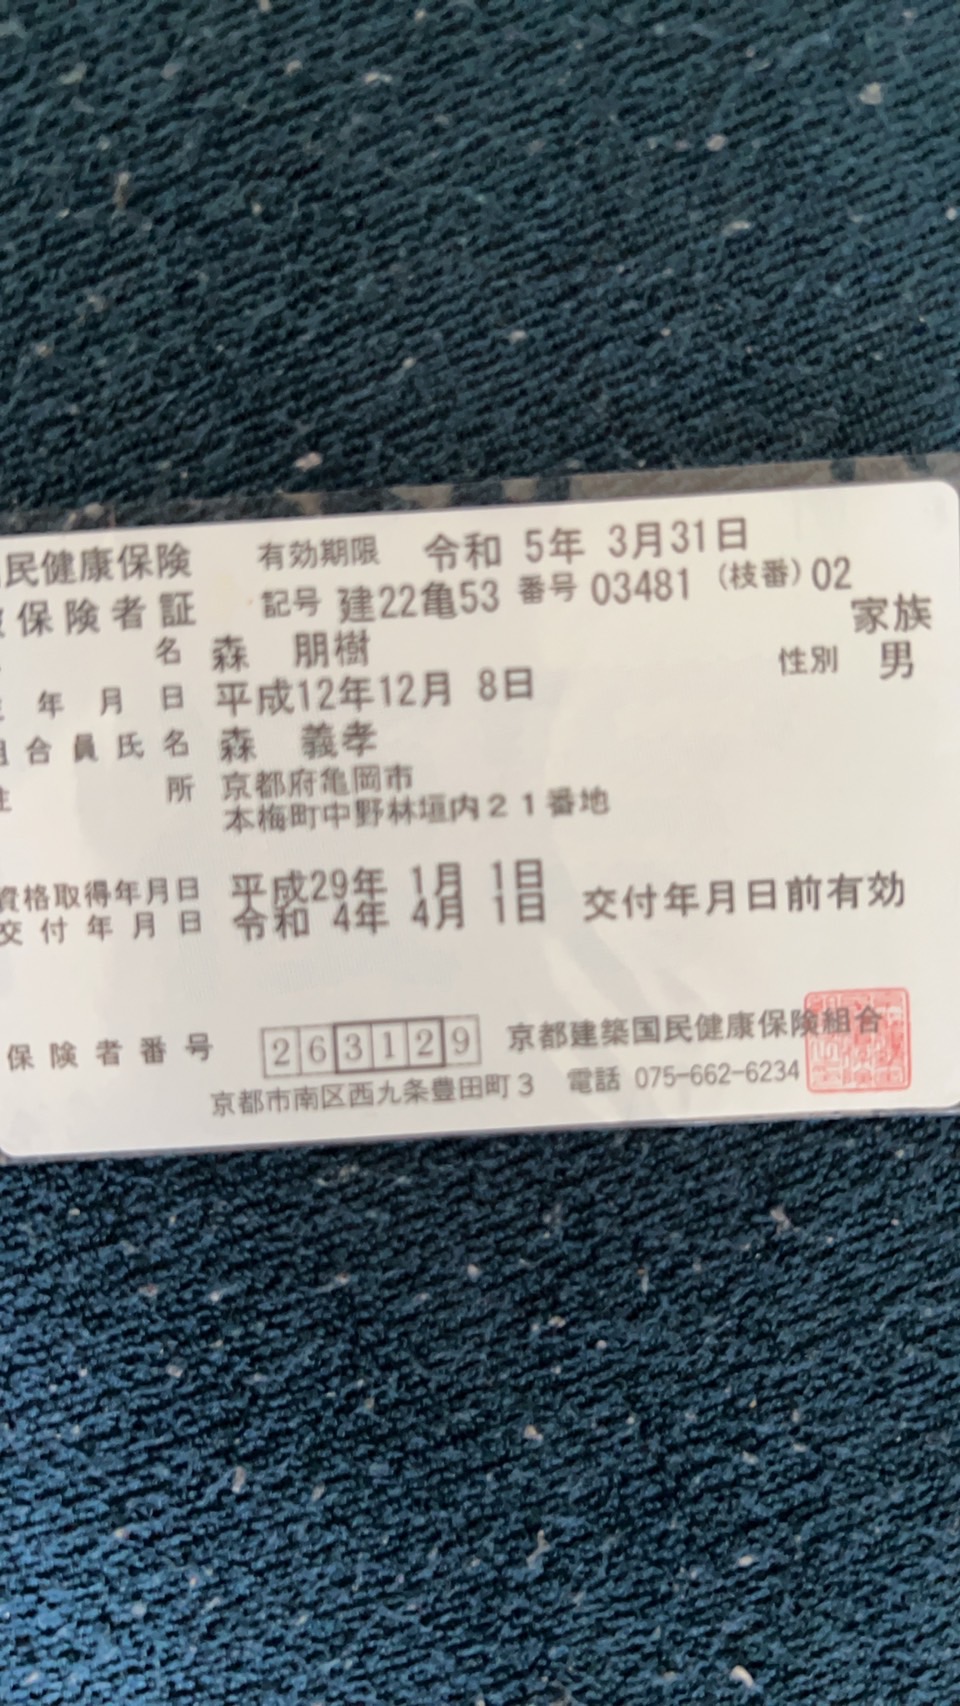 民健康保険 有効期限 令和 5年 3月31日
保険者証 記号 建22亀53 番号 03481 (枝番) 02
家族
名 森 朋樹 性別 男
年 月 日 平成12年12月 8日
合員氏名 森 義孝
所 京都府亀岡市
本梅町中野林垣内21番地
資格取得年月日 平成29年 1月 1日
交付年月日 令和 4年 4月 1日 交付年月日前有効
保険者番号 263129 京都建築国民健康保険組合
京都市南区西九条豊田町3 電話 075-662-6234